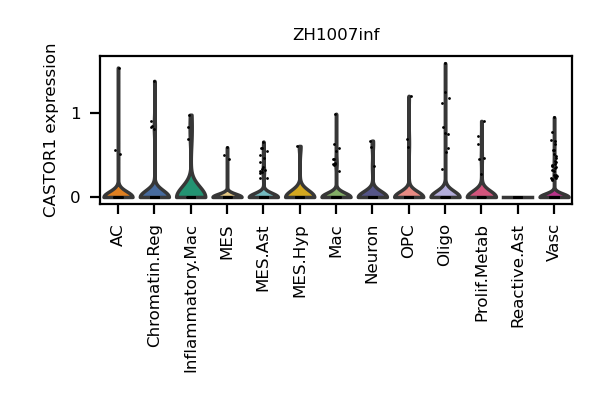 ZH1007inf
CASTOR1 expression
1
0
AC
Chromatin.Reg
Inflammatory.Mac
MES
MES.Ast
MES.Hyp
Mac
Neuron
OPC
Oligo
Prolif.Metab
Reactive.Ast
Vasc